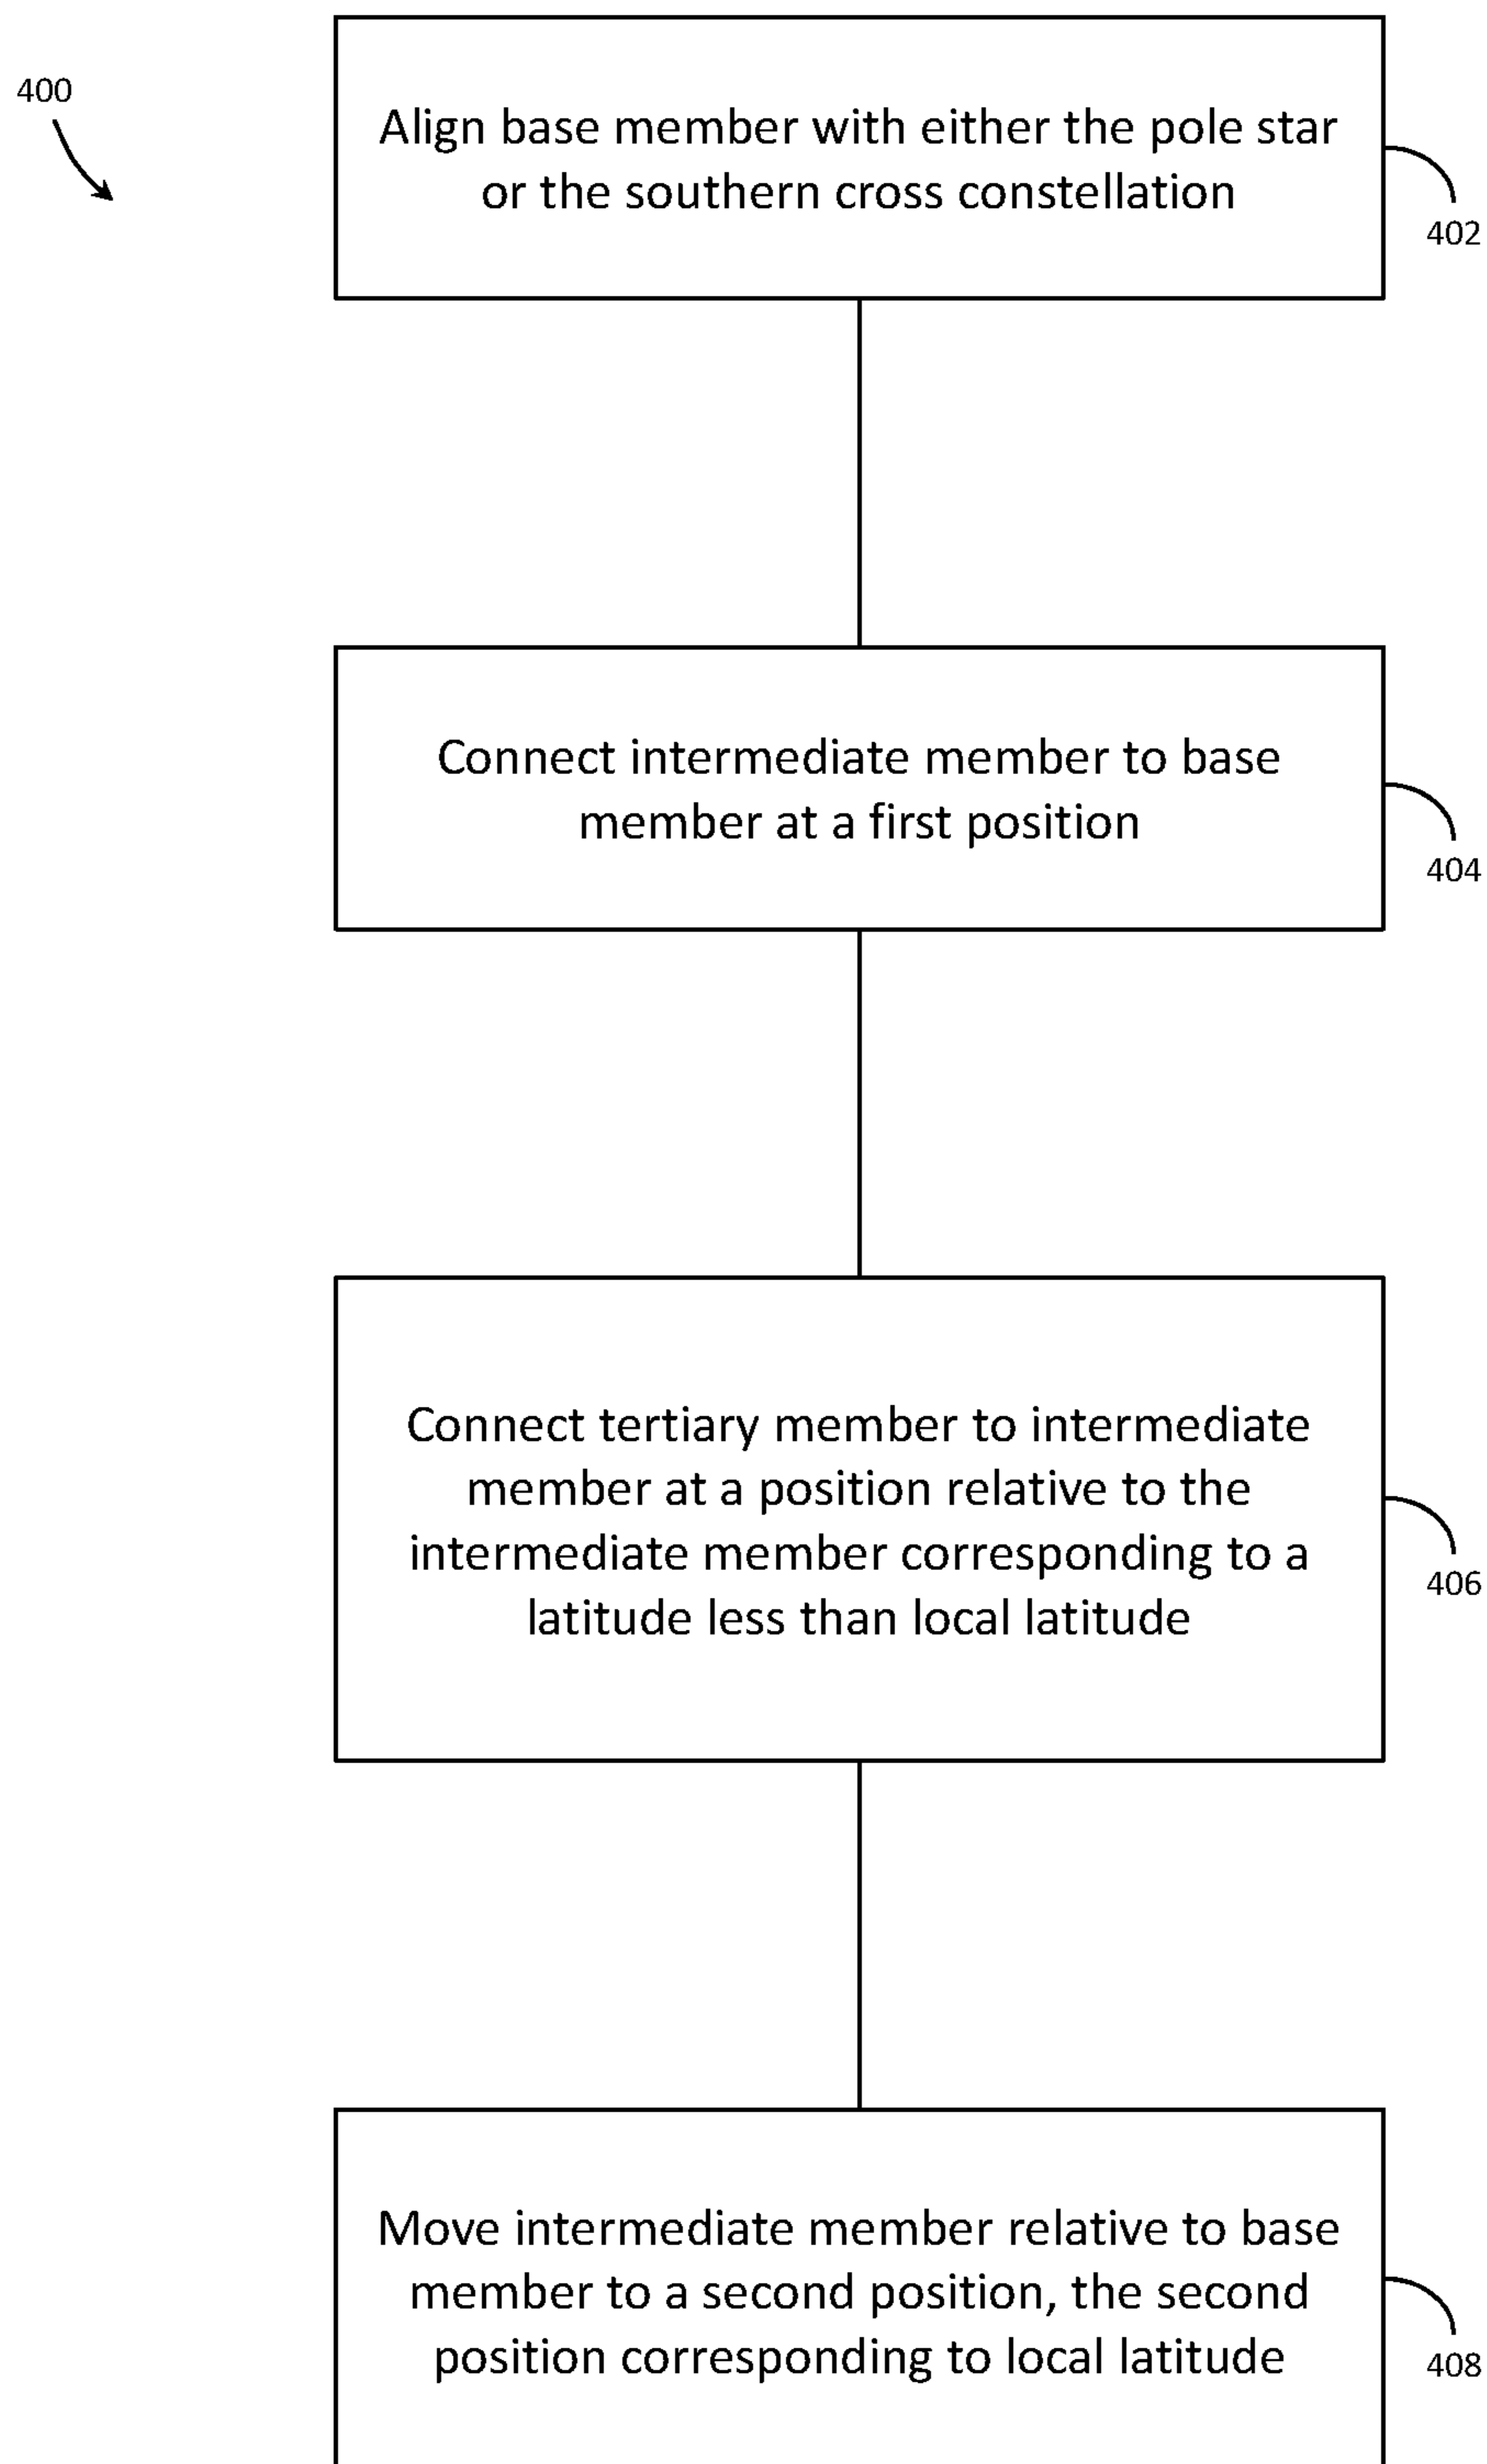 400
Align base member with either the pole star
or the southern cross constellation
402
Connect intermediate member to base
member at a first position
404
Connect tertiary member to intermediate
member at a position relative to the
intermediate member corresponding to a
latitude less than local latitude
406
Move intermediate member relative to base
member to a second position, the second
position corresponding to local latitude
408